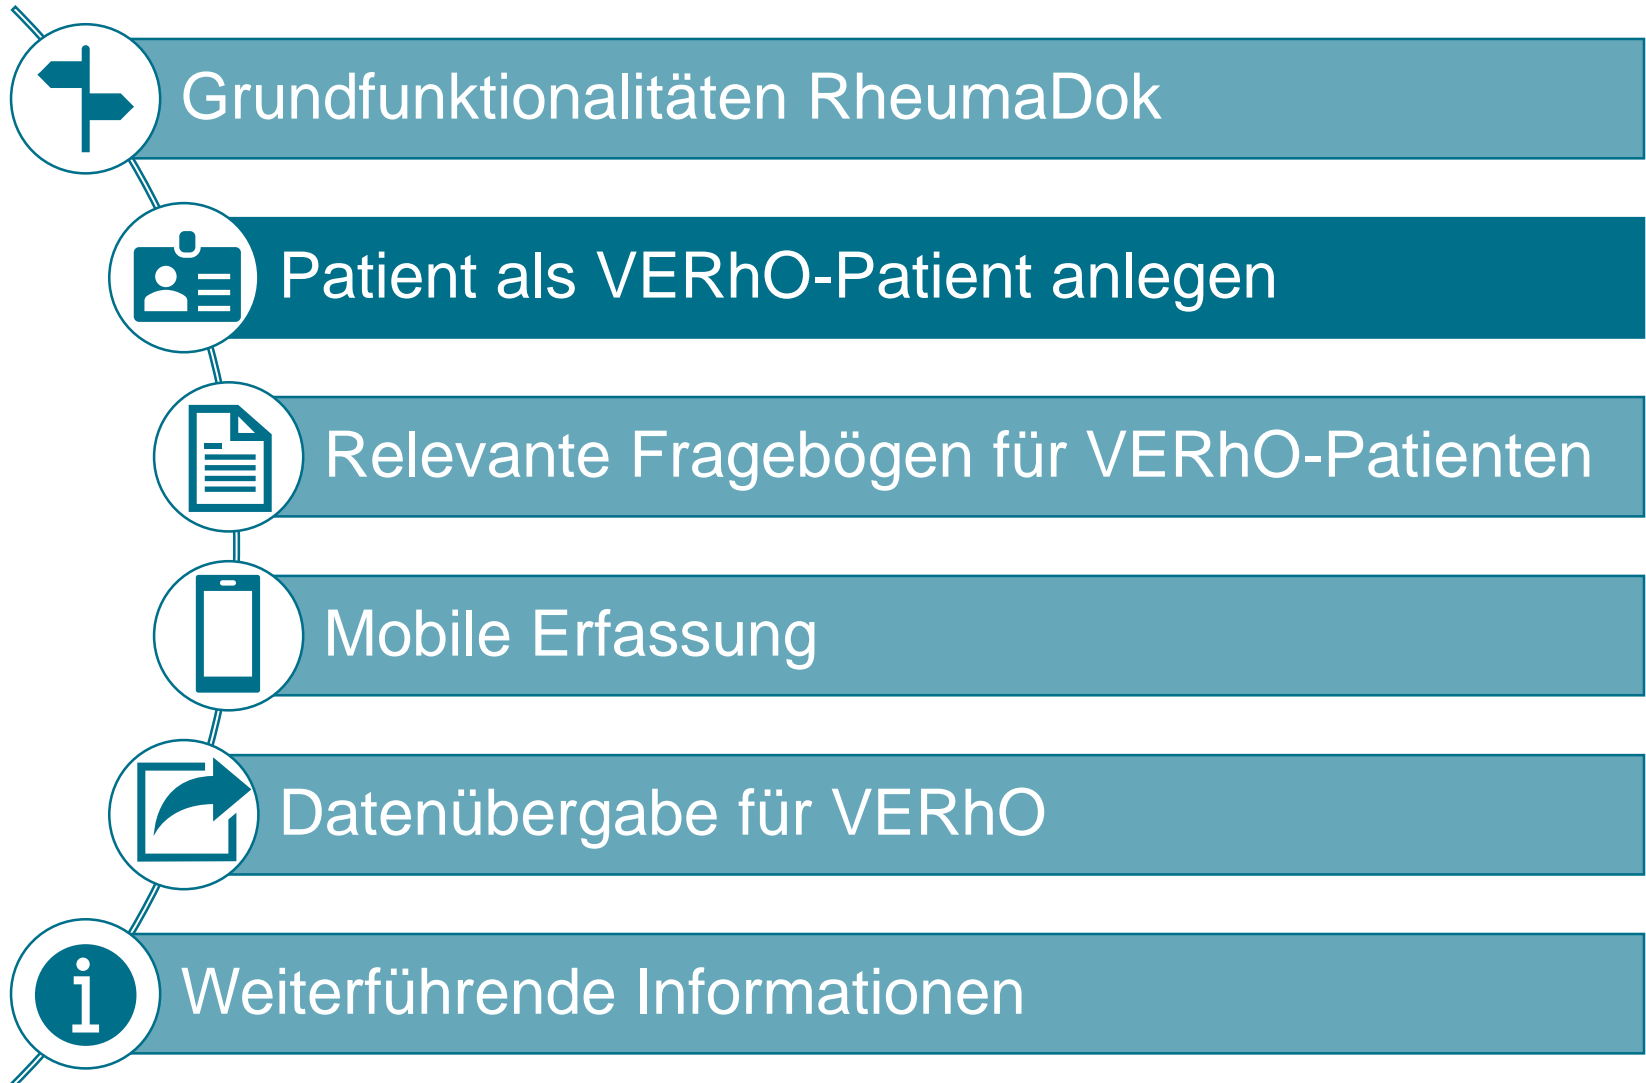 Grundfunktionalitäten RheumaDok
Patient als VERhO-Patient anlegen
Relevante Fragebögen für VERhO-Patienten
Mobile Erfassung
Datenübergabe für VERhO
Weiterführende Informationen